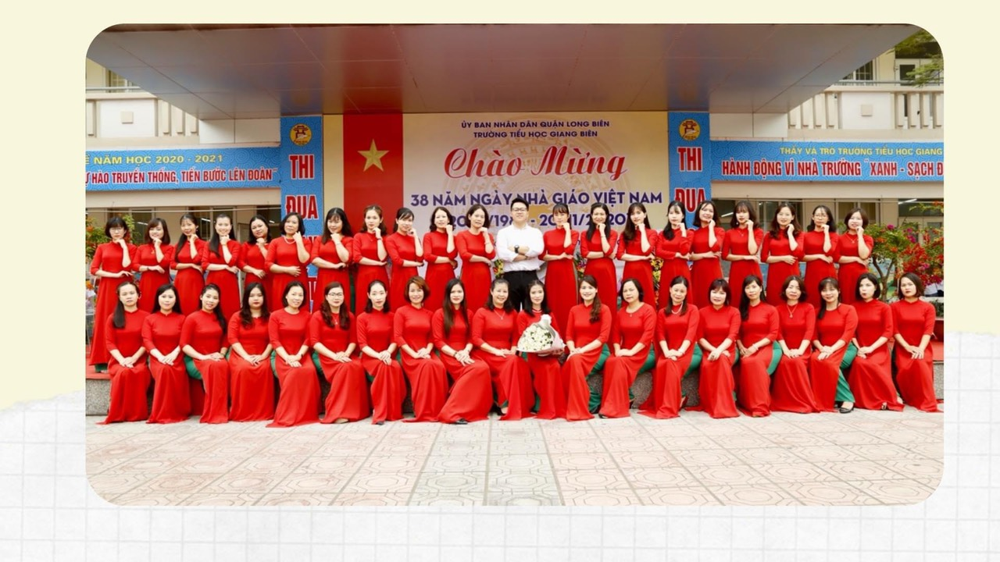 ỦY BAN NHÂN DÂN QUẬN LONG BIÊN
TRƯỜNG TIỂU HỌC GIANG BIÊN
Chào Mừng
38 NĂM NGÀY NHÀ GIÁO VIỆT NAM
NĂM HỌC 2020 - 2021
HÀO TRUYỀN THỐNG, TIẾN BƯỚC LÊN ĐOÀN"
THI
ĐUA
THI
ĐUA
THẦY VÀ TRÒ TRƯỜNG TIỂU HỌC GIANG
HÀNH ĐỘNG VÌ NHÀ TRƯỜNG "XANH - SẠCH